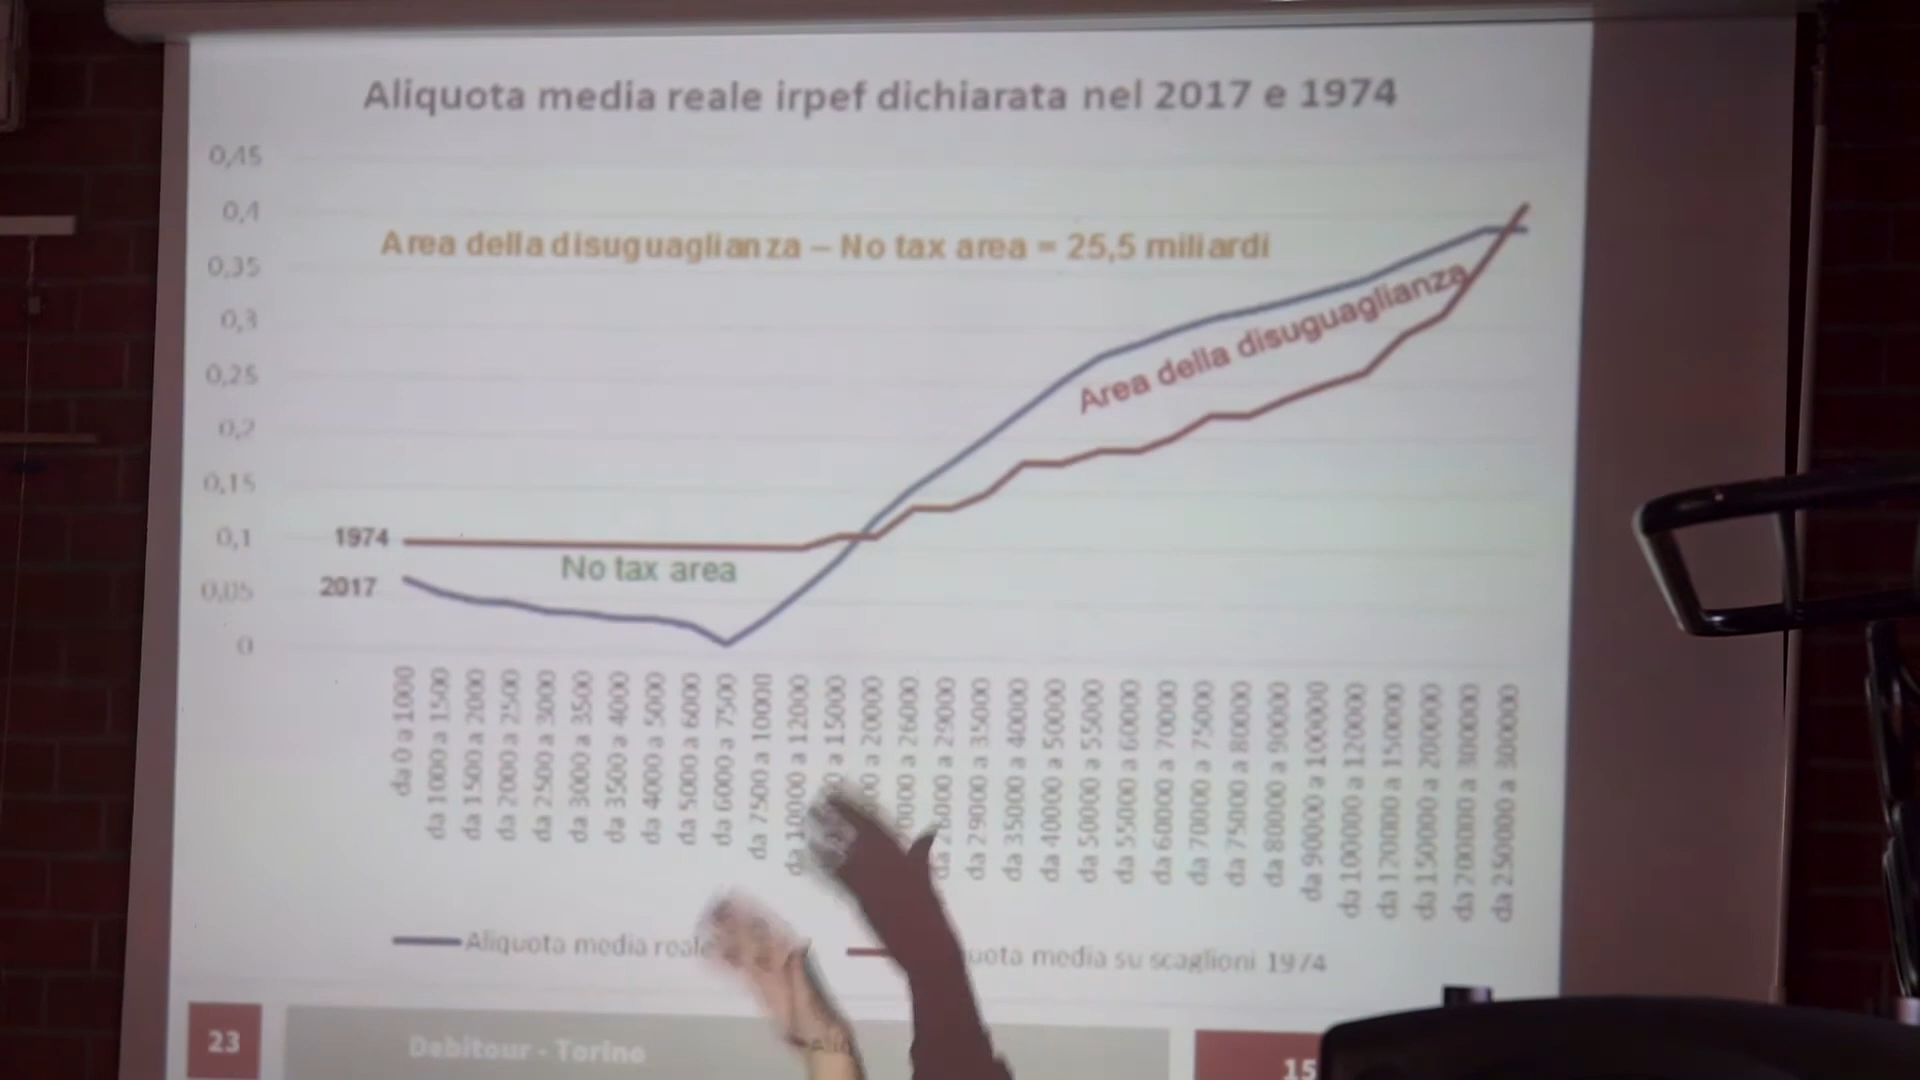 Aliquota media reale irpef dichiarata nel 2017 e 1974
0,45
0,4
Area della disuguaglianza – No tax area = 25,5 miliardi
0,35
0,3
Area della disuguaglianza
0,25
0,2
0,15
0,1
1974
No tax area
0,05
2017
0
da 0 a 1000
da 1000 a 1500
da 1500 a 2000
da 2000 a 2500
da 2500 a 3000
da 3000 a 3500
da 3500 a 4000
da 4000 a 5000
da 5000 a 6000
da 6000 a 7500
da 7500 a 10000
da 10000 a 12000
a 15000
a 20000
a 26000
da 26000 a 29000
da 29000 a 35000
da 35000 a 40000
da 40000 a 50000
da 50000 a 55000
da 55000 a 60000
da 60000 a 70000
da 70000 a 75000
da 75000 a 80000
da 80000 a 90000
da 90000 a 100000
da 100000 a 120000
da 120000 a 150000
da 150000 a 200000
da 200000 a 300000
da 250000 a 300000
Aliquota media reale
media su scaglioni 1974
23
Debitour - Torino
15